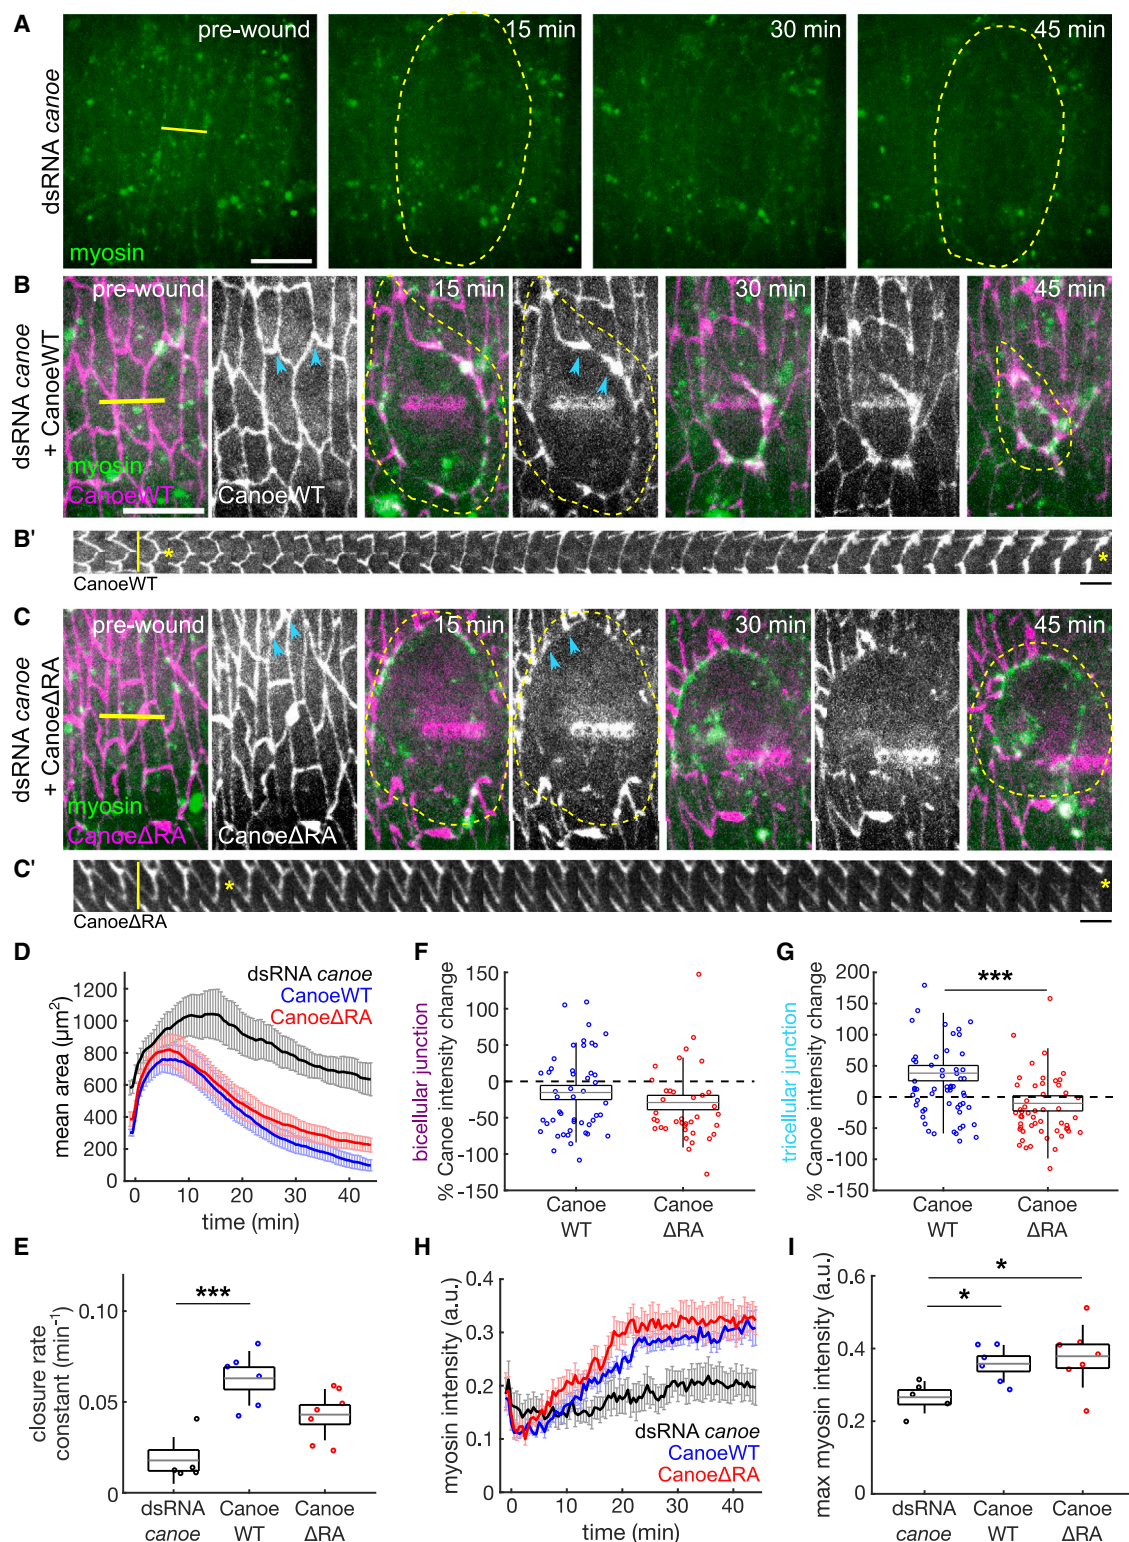 A
pre-wound
15 min
30 min
45 min
dsRNA canoe
myosin
B
pre-wound
15 min
30 min
45 min
dsRNA canoe
+ CanoeWT
myosin
CanoeWT
CanoeWT
B'
*
*
CanoeWT
C
pre-wound
15 min
30 min
45 min
dsRNA canoe
+ CanoeΔRA
myosin
CanoeΔRA
CanoeΔRA
C'
*
*
CanoeΔRA
D
dsRNA canoe
CanoeWT
CanoeΔRA
mean area (μm²)
1200
1000
800
600
400
200
0
0
10
20
30
40
time (min)
F
bicellular junction
% Canoe intensity change
150
100
50
0
-50
-100
-150
Canoe
WT
Canoe
ΔRA
G
tricellular junction
% Canoe intensity change
200
150
100
50
0
-50
-100
-150
***
Canoe
WT
Canoe
ΔRA
E
closure rate
constant (min⁻¹)
0.10
0.05
0
***
dsRNA
canoe
Canoe
WT
Canoe
ΔRA
H
myosin intensity (a.u.)
0.4
0.3
0.2
0.1
0
dsRNA canoe
CanoeWT
CanoeΔRA
0
10
20
30
40
time (min)
I
max myosin intensity (a.u.)
0.6
0.4
0.2
0
*
*
dsRNA
canoe
Canoe
WT
Canoe
ΔRA